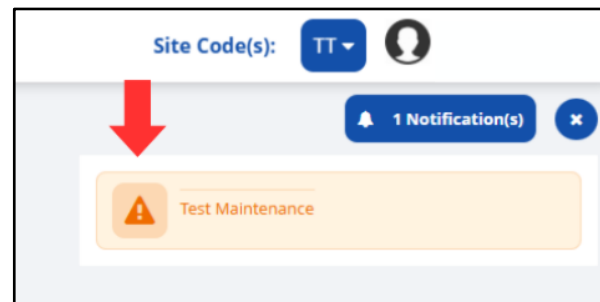 Site Code(s): TT
1 Notification(s)
Test Maintenance